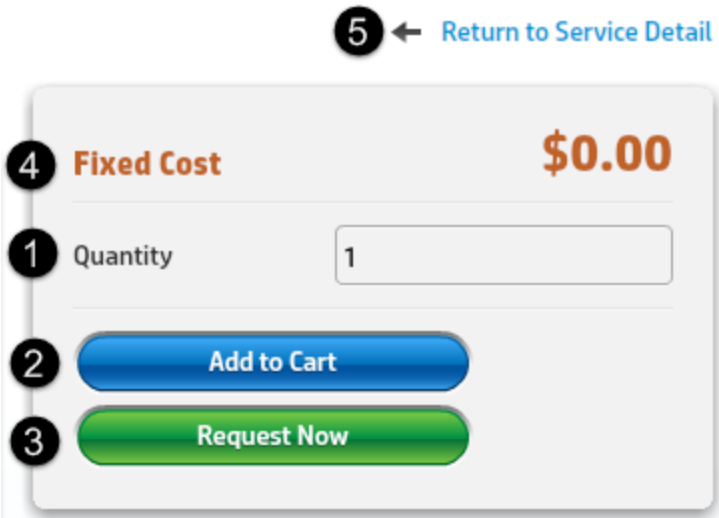 5 Return to Service Detail
4 Fixed Cost $0.00
1 Quantity 1
2 Add to Cart
3 Request Now